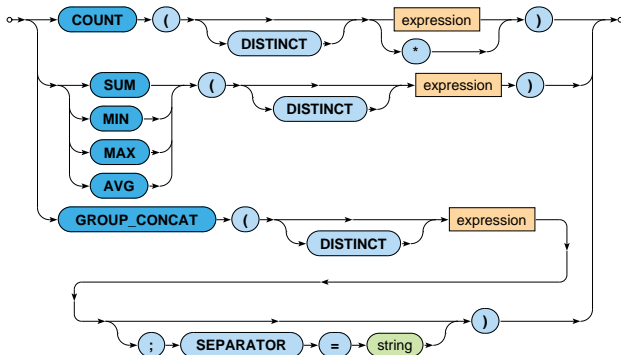 COUNT ( expression )
DISTINCT *
SUM ( expression )
MIN DISTINCT
MAX
AVG
GROUP_CONCAT ( expression
DISTINCT
)
; SEPARATOR = string